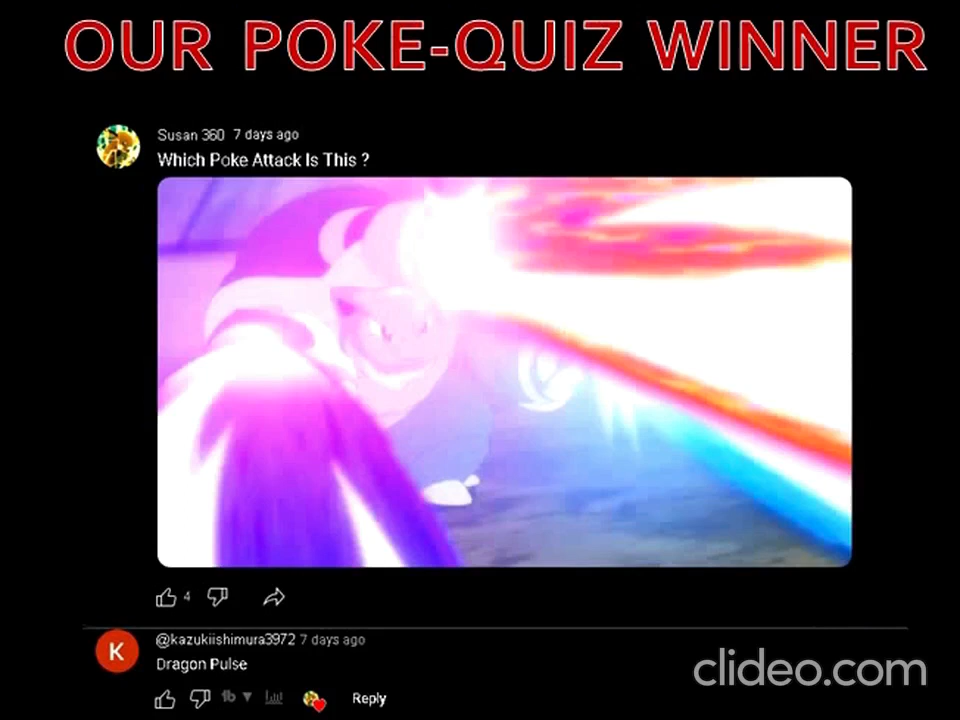 OUR POKE-QUIZ WINNER
Susan 360 7 days ago
Which Poke Attack Is This ?
4
K
@kazukiishimura3972 7 days ago
Dragon Pulse
Reply
clideo.com